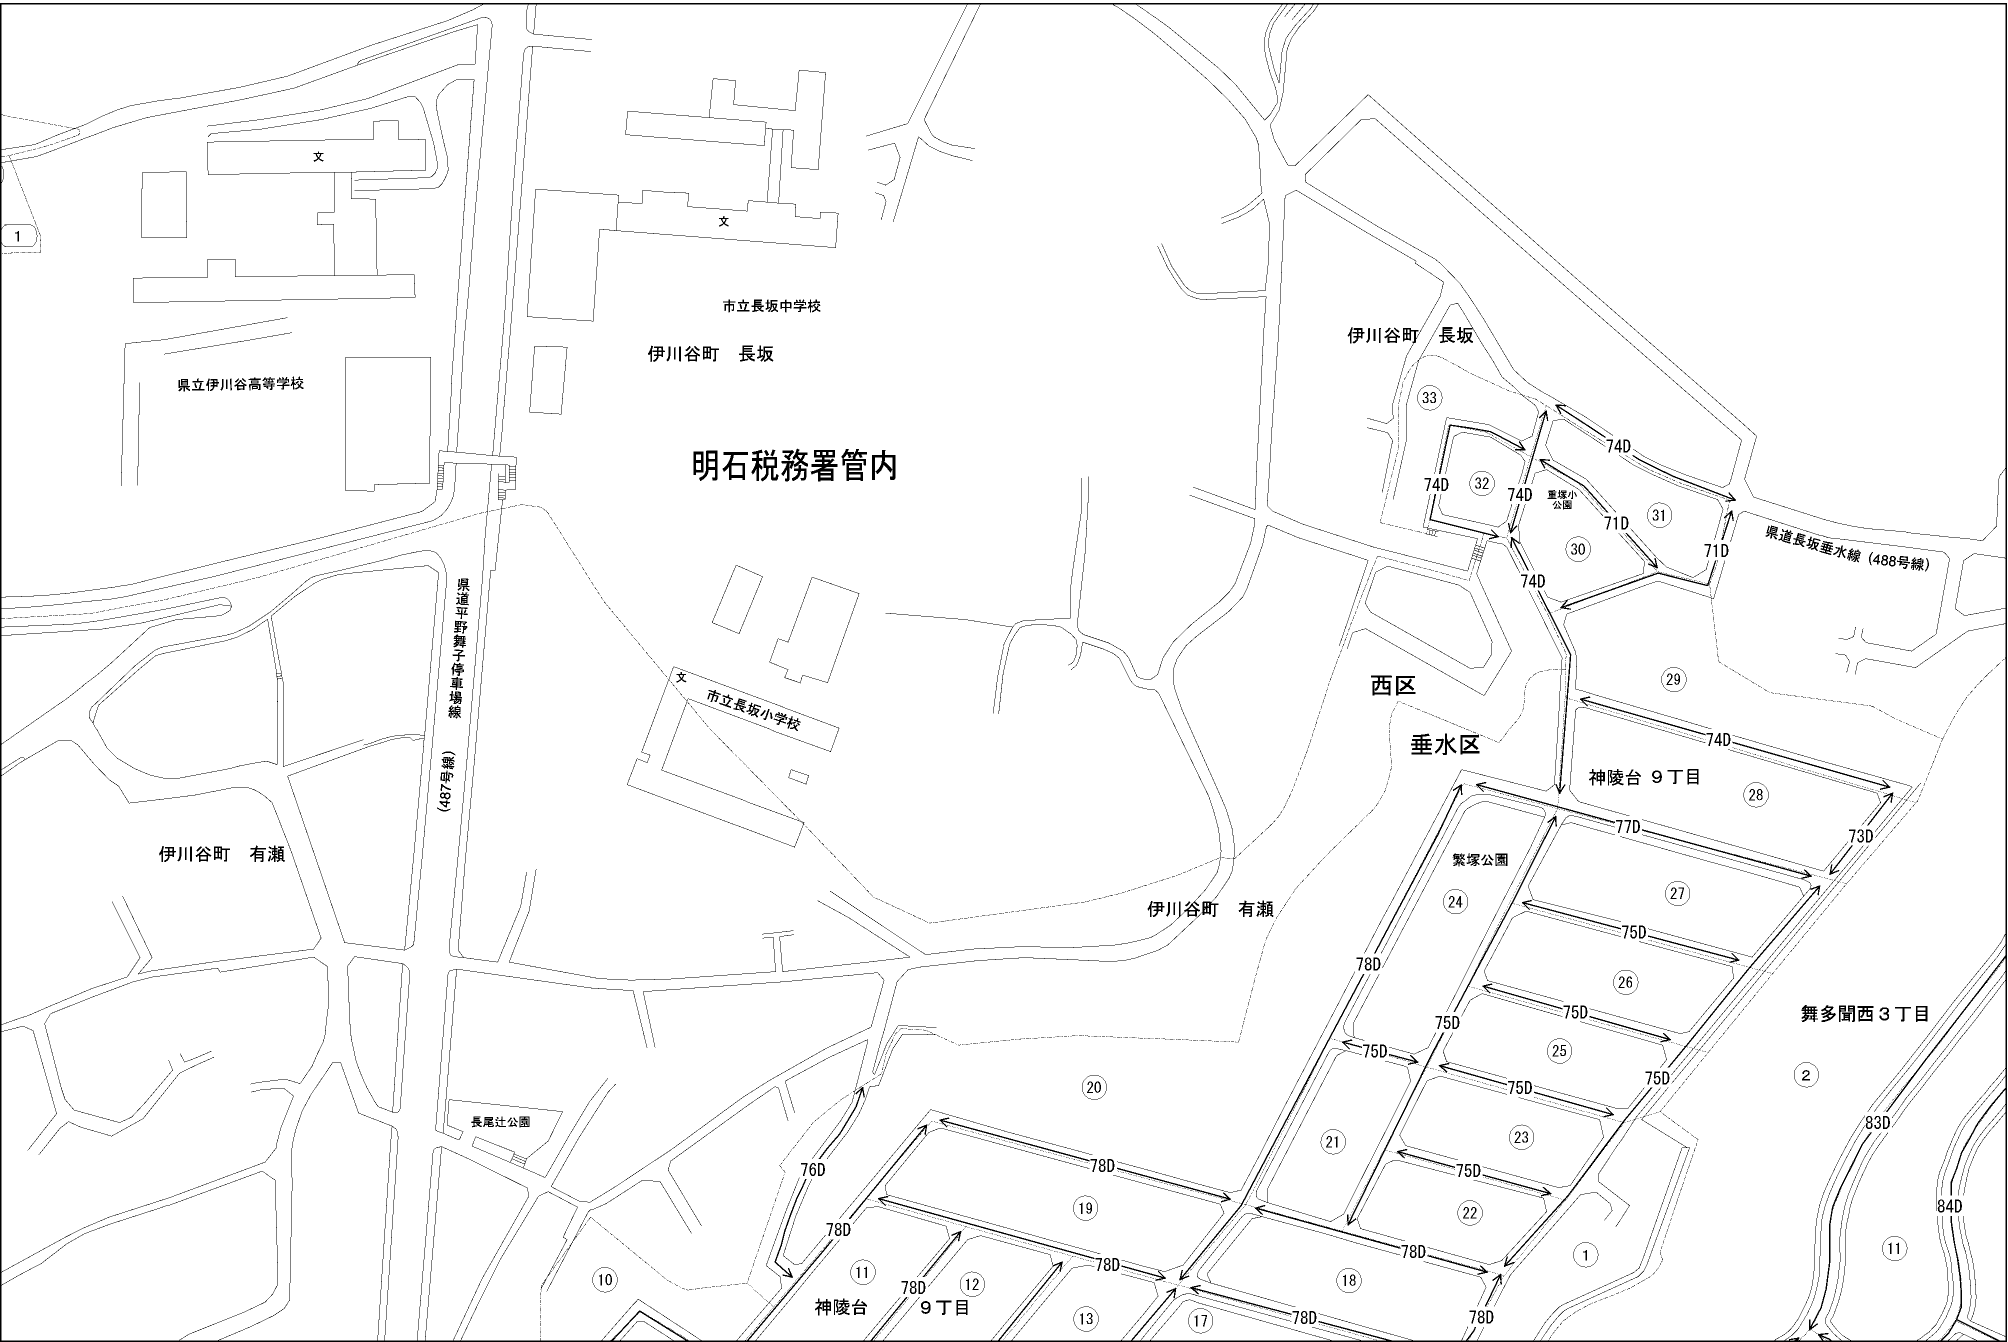 文
文
1
市立長坂中学校
伊川谷町　長坂
伊川谷町　長坂
県立伊川谷高等学校
33
74D
明石税務署管内
74D
32
74D
重塚小
公園
71D
31
71D
県道長坂垂水線 (488号線)
30
74D
県道平野舞子停車場線
(487号線)
文
市立長坂小学校
西区
29
垂水区
74D
神陵台 9丁目
28
77D
73D
伊川谷町　有瀬
繁塚公園
24
27
伊川谷町　有瀬
75D
78D
26
75D
舞多聞西3丁目
75D
75D
25
75D
75D
2
20
長尾辻公園
83D
21
23
78D
76D
75D
19
22
84D
78D
78D
1
11
78D
11
10
78D
12
18
神陵台
9丁目
13
17
78D
78D